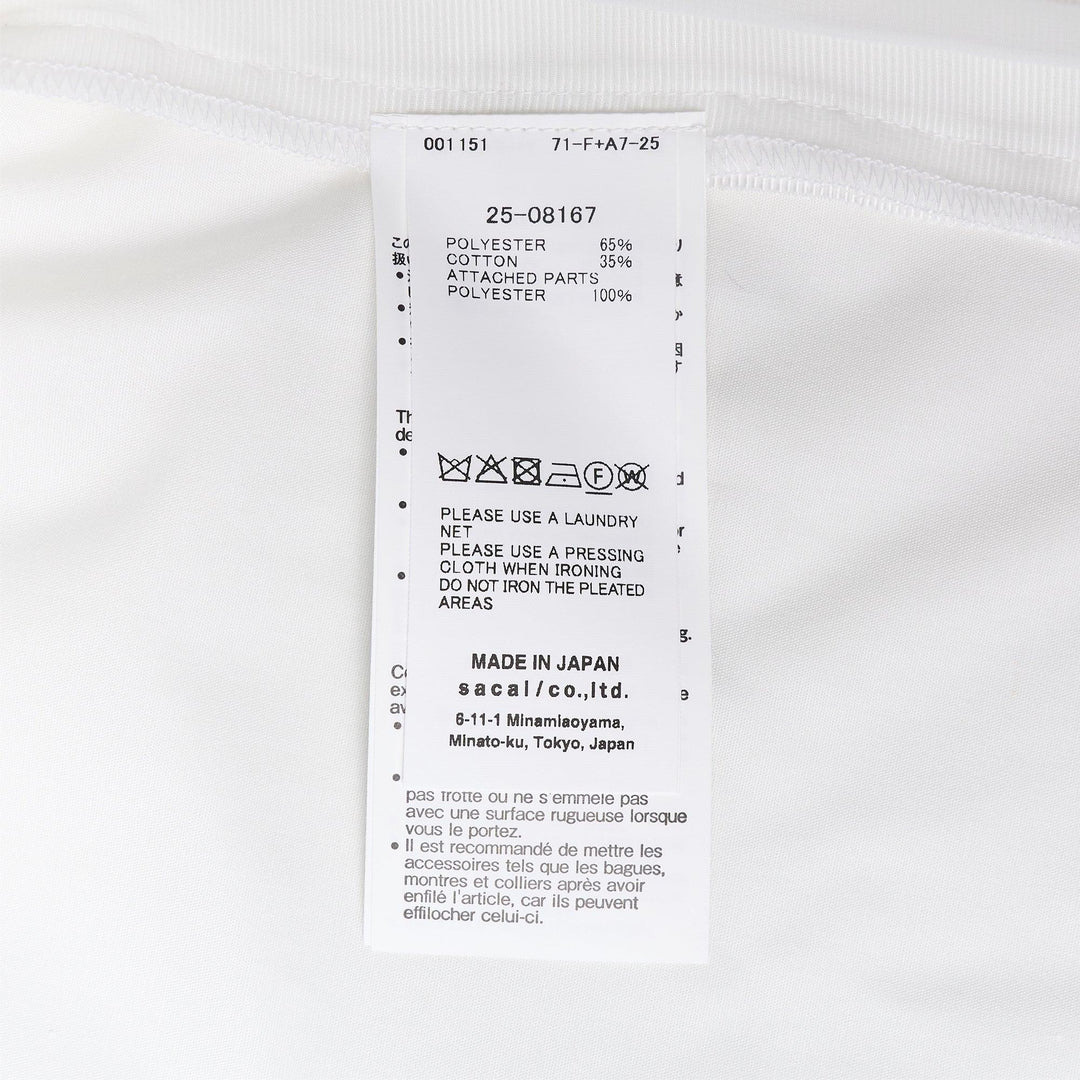 001151 71-F+A7-25
25-08167
POLYESTER 65%
COTTON 35%
ATTACHED PARTS
POLYESTER 100%
F W
PLEASE USE A LAUNDRY
NET
PLEASE USE A PRESSING
CLOTH WHEN IRONING
DO NOT IRON THE PLEATED
AREAS
MADE IN JAPAN
sacai/co.,ltd.
6-11-1 Minamiaoyama,
Minato-ku, Tokyo, Japan
pas frotte ou ne s'emmêle pas
avec une surface rugueuse lorsque
vous le portez.
• Il est recommandé de mettre les
accessoires tels que les bagues,
montres et colliers après avoir
enfilé l'article, car ils peuvent
effilocher celui-ci.